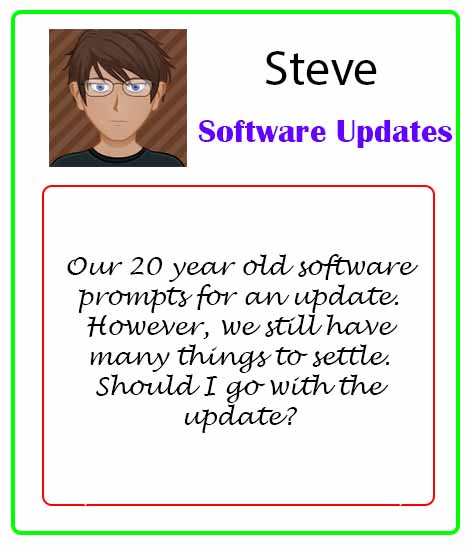 Steve
Software Updates
Our 20 year old software
prompts for an update.
However, we still have
many things to settle.
Should I go with the
update?